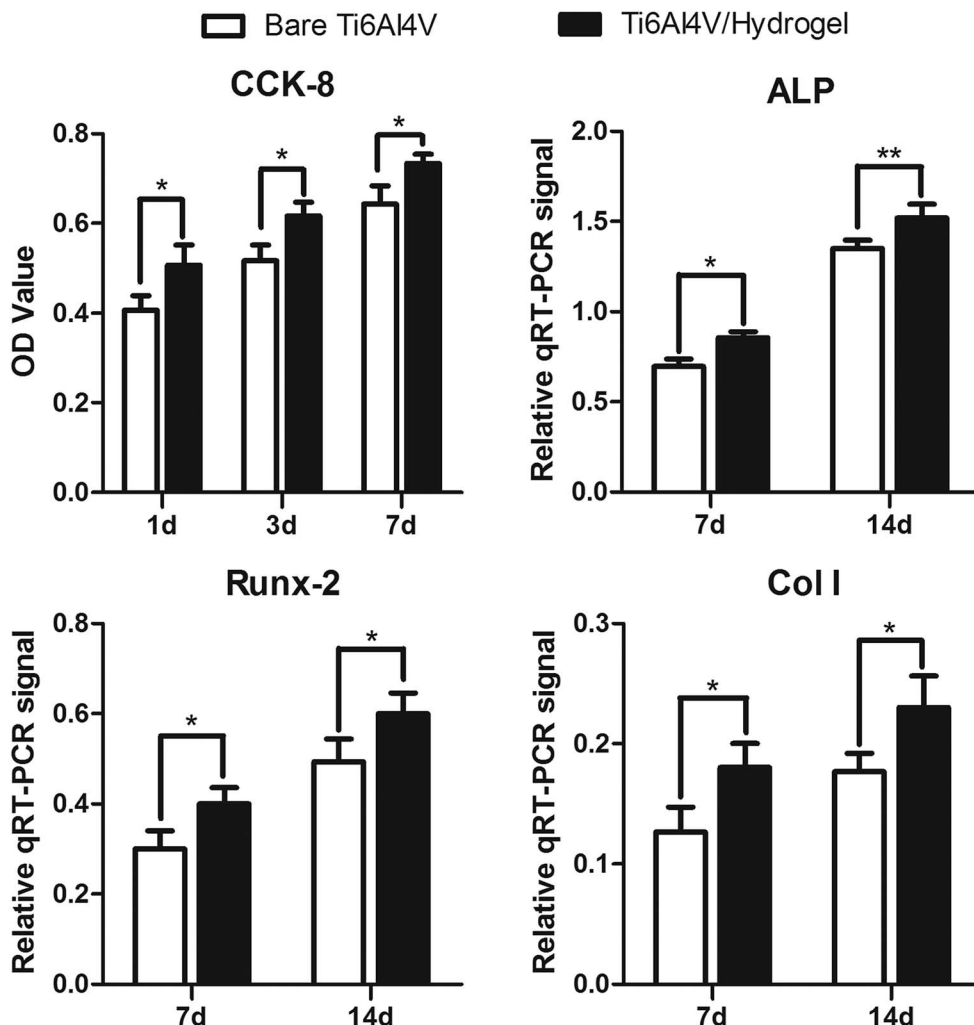 Bare Ti6Al4V
Ti6Al4V/Hydrogel
CCK-8
OD Value
0.8
0.6
0.4
0.2
0.0
*
*
*
1d
3d
7d
ALP
Relative qRT-PCR signal
2.0
1.5
1.0
0.5
0.0
*
**
7d
14d
Runx-2
Relative qRT-PCR signal
0.8
0.6
0.4
0.2
0.0
*
*
7d
14d
Col I
Relative qRT-PCR signal
0.3
0.2
0.1
0.0
*
*
7d
14d